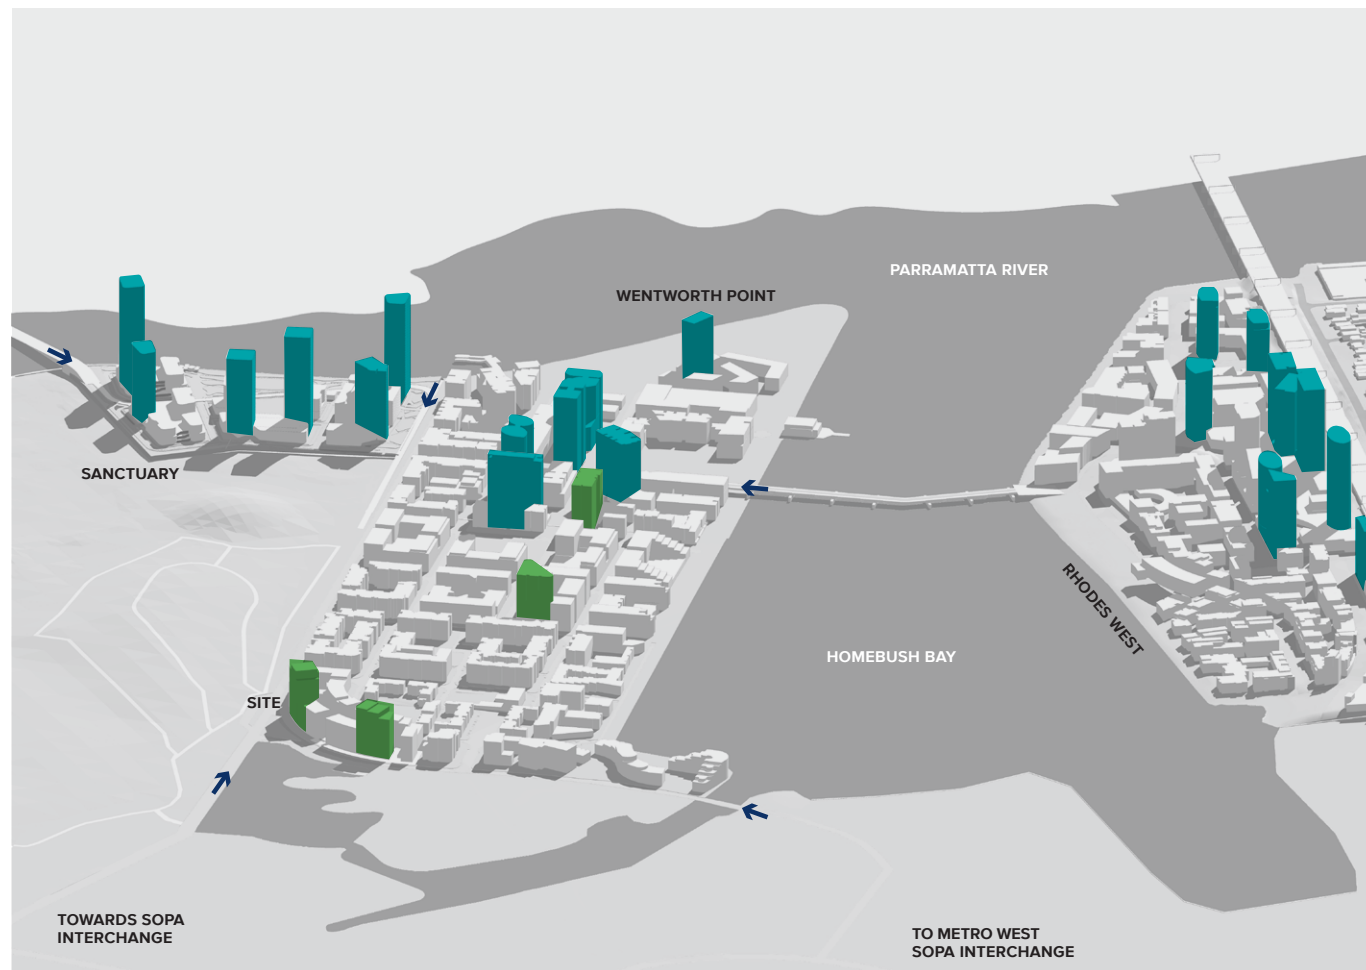 PARRAMATTA RIVER
WENTWORTH POINT
SANCTUARY
RHODES WEST
HOMEBUSH BAY
SITE
TOWARDS SOPA
INTERCHANGE
TO METRO WEST
SOPA INTERCHANGE